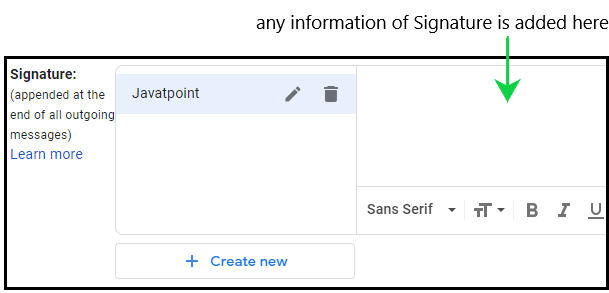 any information of Signature is added here
Signature:
(appended at the
end of all outgoing
messages)
Learn more
Javatpoint
Sans Serif
B I U
+ Create new